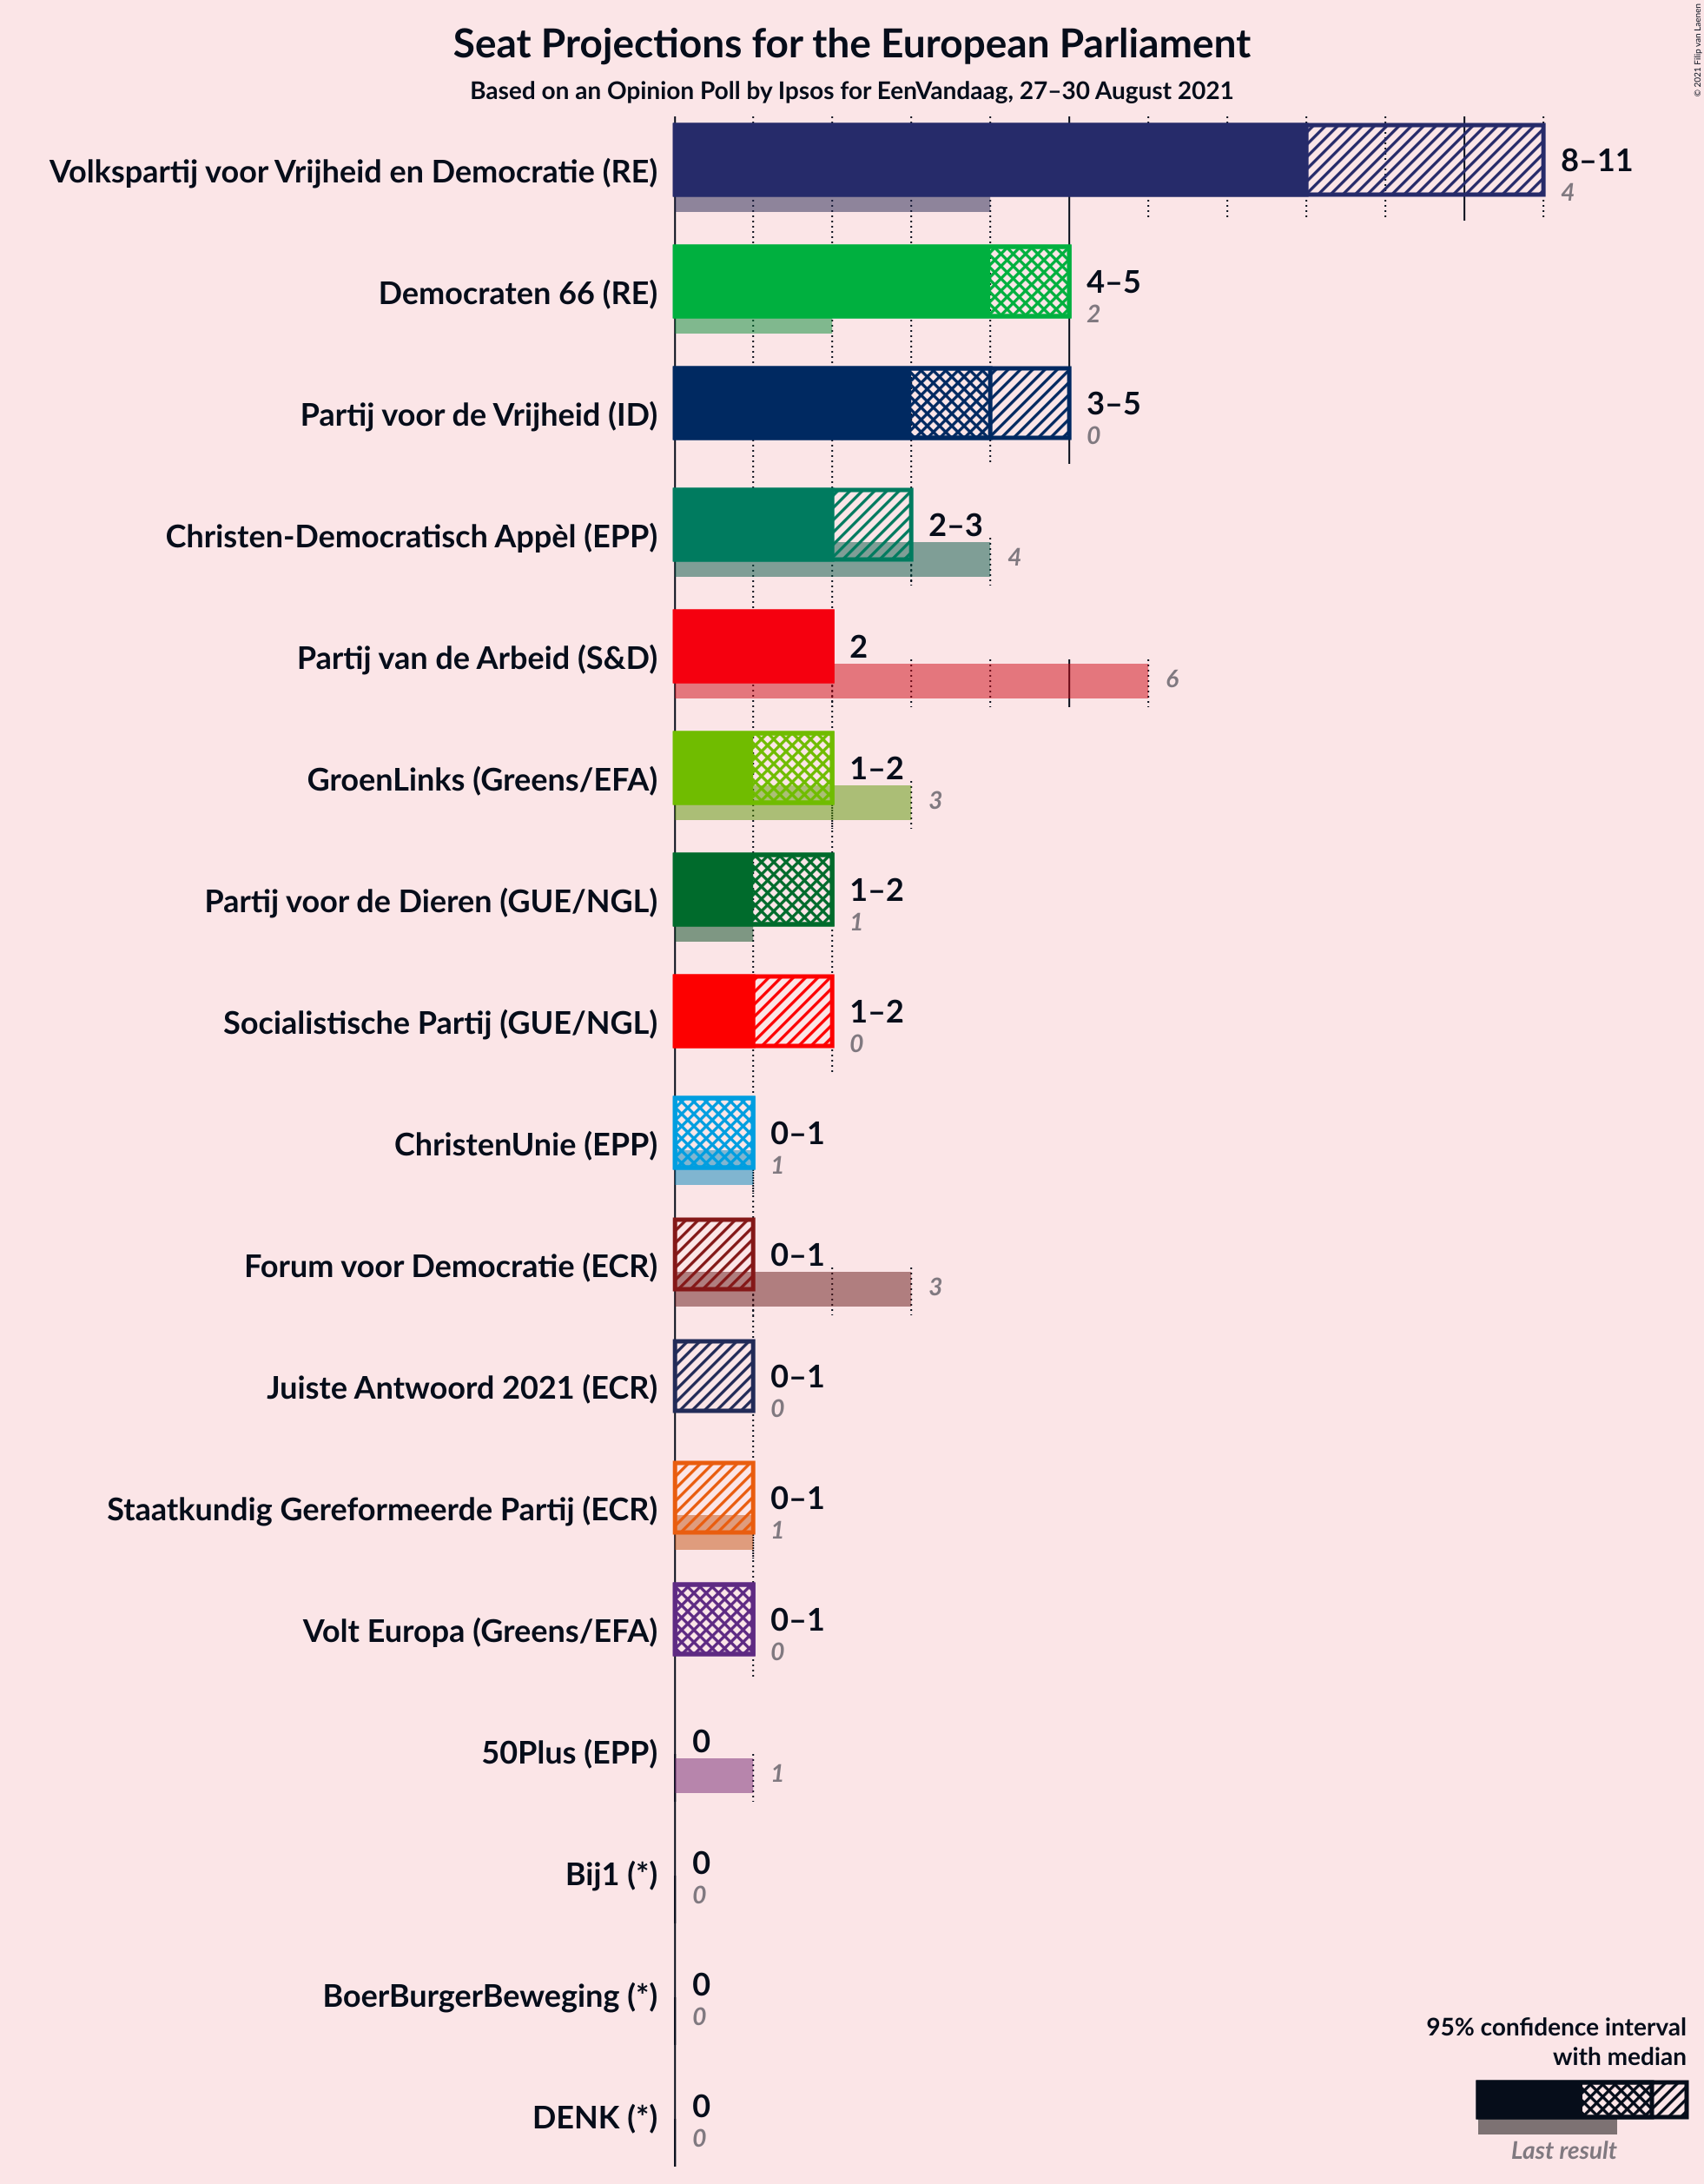 Seat Projections for the European Parliament
Based on an Opinion Poll by Ipsos for EenVandaag, 27–30 August 2021
© 2021 Filip van Laenen
Volkspartij voor Vrijheid en Democratie (RE)
8–11
4
Democraten 66 (RE)
4–5
2
Partij voor de Vrijheid (ID)
3–5
0
Christen-Democratisch Appèl (EPP)
2–3
4
Partij van de Arbeid (S&D)
2
6
GroenLinks (Greens/EFA)
1–2
3
Partij voor de Dieren (GUE/NGL)
1–2
1
Socialistische Partij (GUE/NGL)
1–2
0
ChristenUnie (EPP)
0–1
1
Forum voor Democratie (ECR)
0–1
3
Juiste Antwoord 2021 (ECR)
0–1
0
Staatkundig Gereformeerde Partij (ECR)
0–1
1
Volt Europa (Greens/EFA)
0–1
0
50Plus (EPP)
0
1
Bij1 (*)
0
0
BoerBurgerBeweging (*)
0
0
DENK (*)
0
0
95% confidence interval
with median
Last result